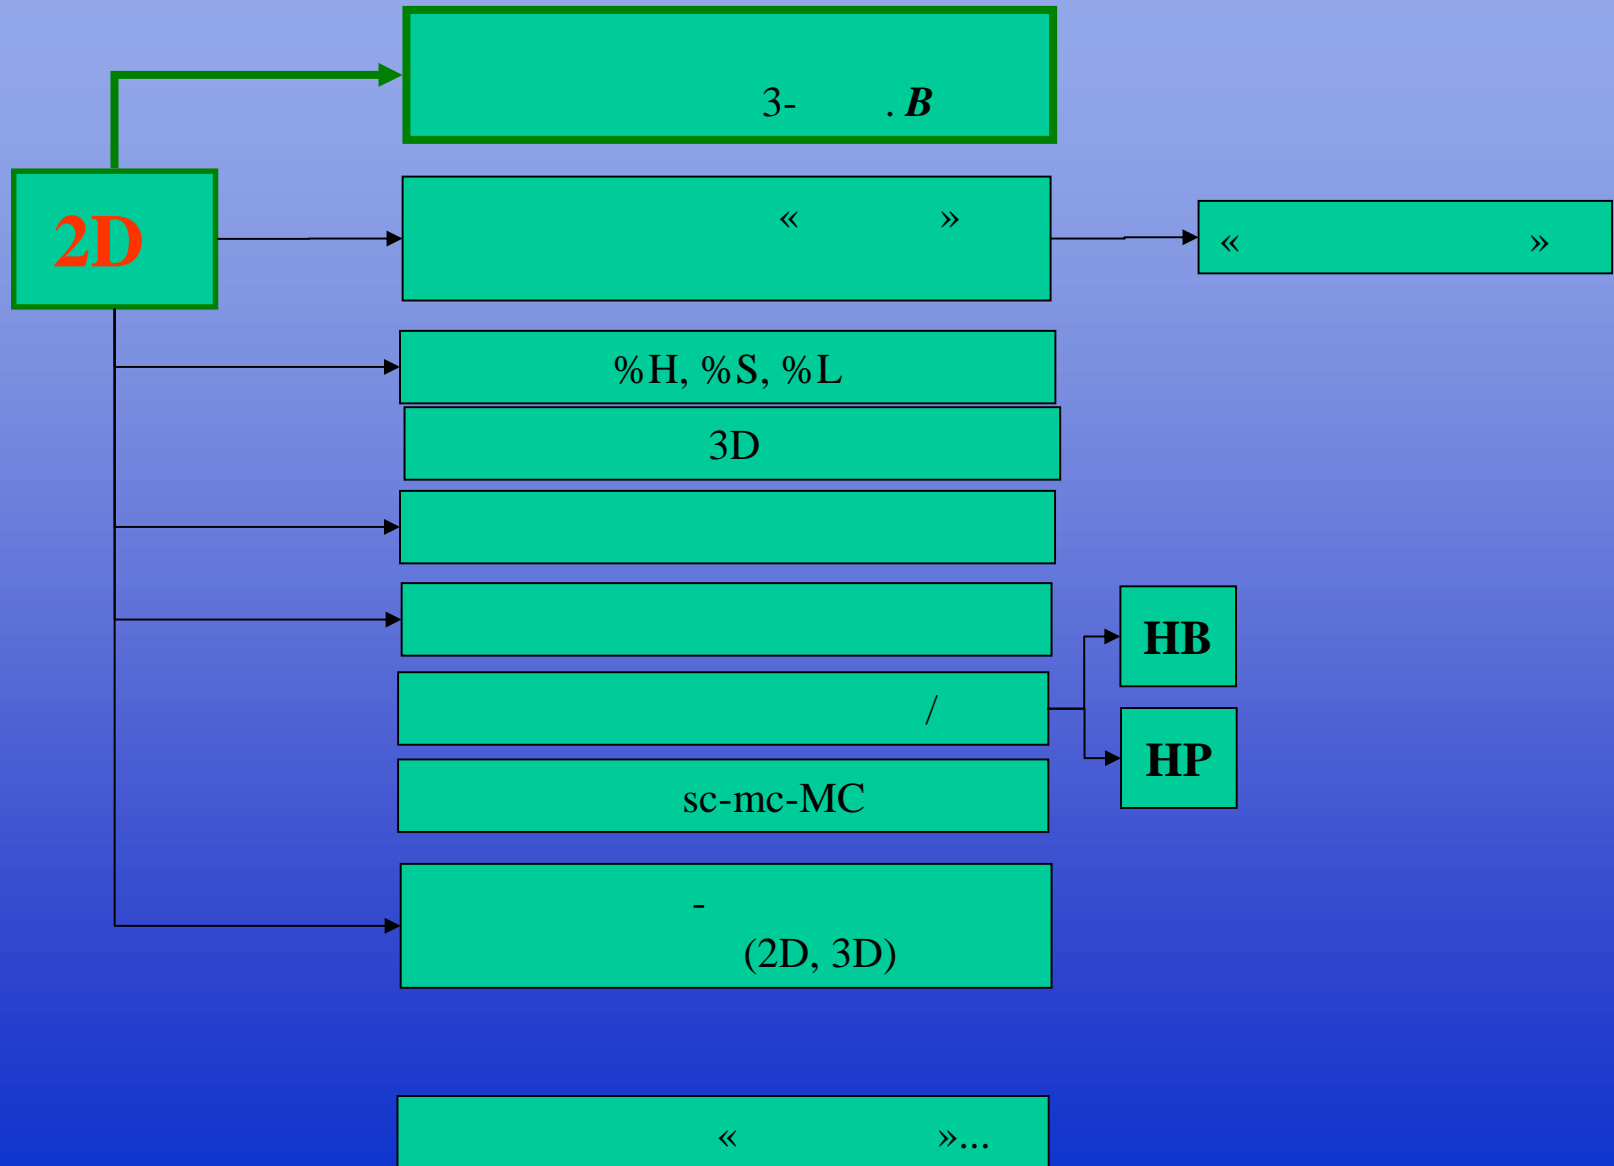 3- . B
2D
« »
« »
%H, %S, %L
3D
HB
/
HP
sc-mc-MC
-
(2D, 3D)
« »...